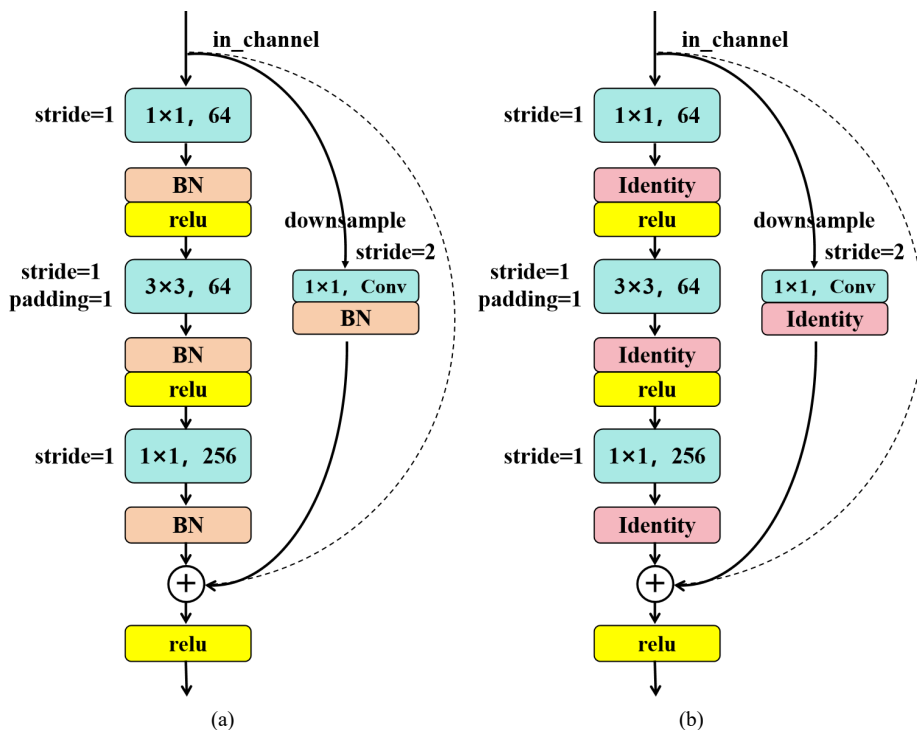 in_channel
stride=1
1×1, 64
BN
relu
downsample
stride=2
stride=1
padding=1
3×3, 64
1×1, Conv
BN
BN
relu
stride=1
1×1, 256
BN
+
relu
(a)
in_channel
stride=1
1×1, 64
Identity
relu
downsample
stride=2
stride=1
padding=1
3×3, 64
1×1, Conv
Identity
Identity
relu
stride=1
1×1, 256
Identity
+
relu
(b)